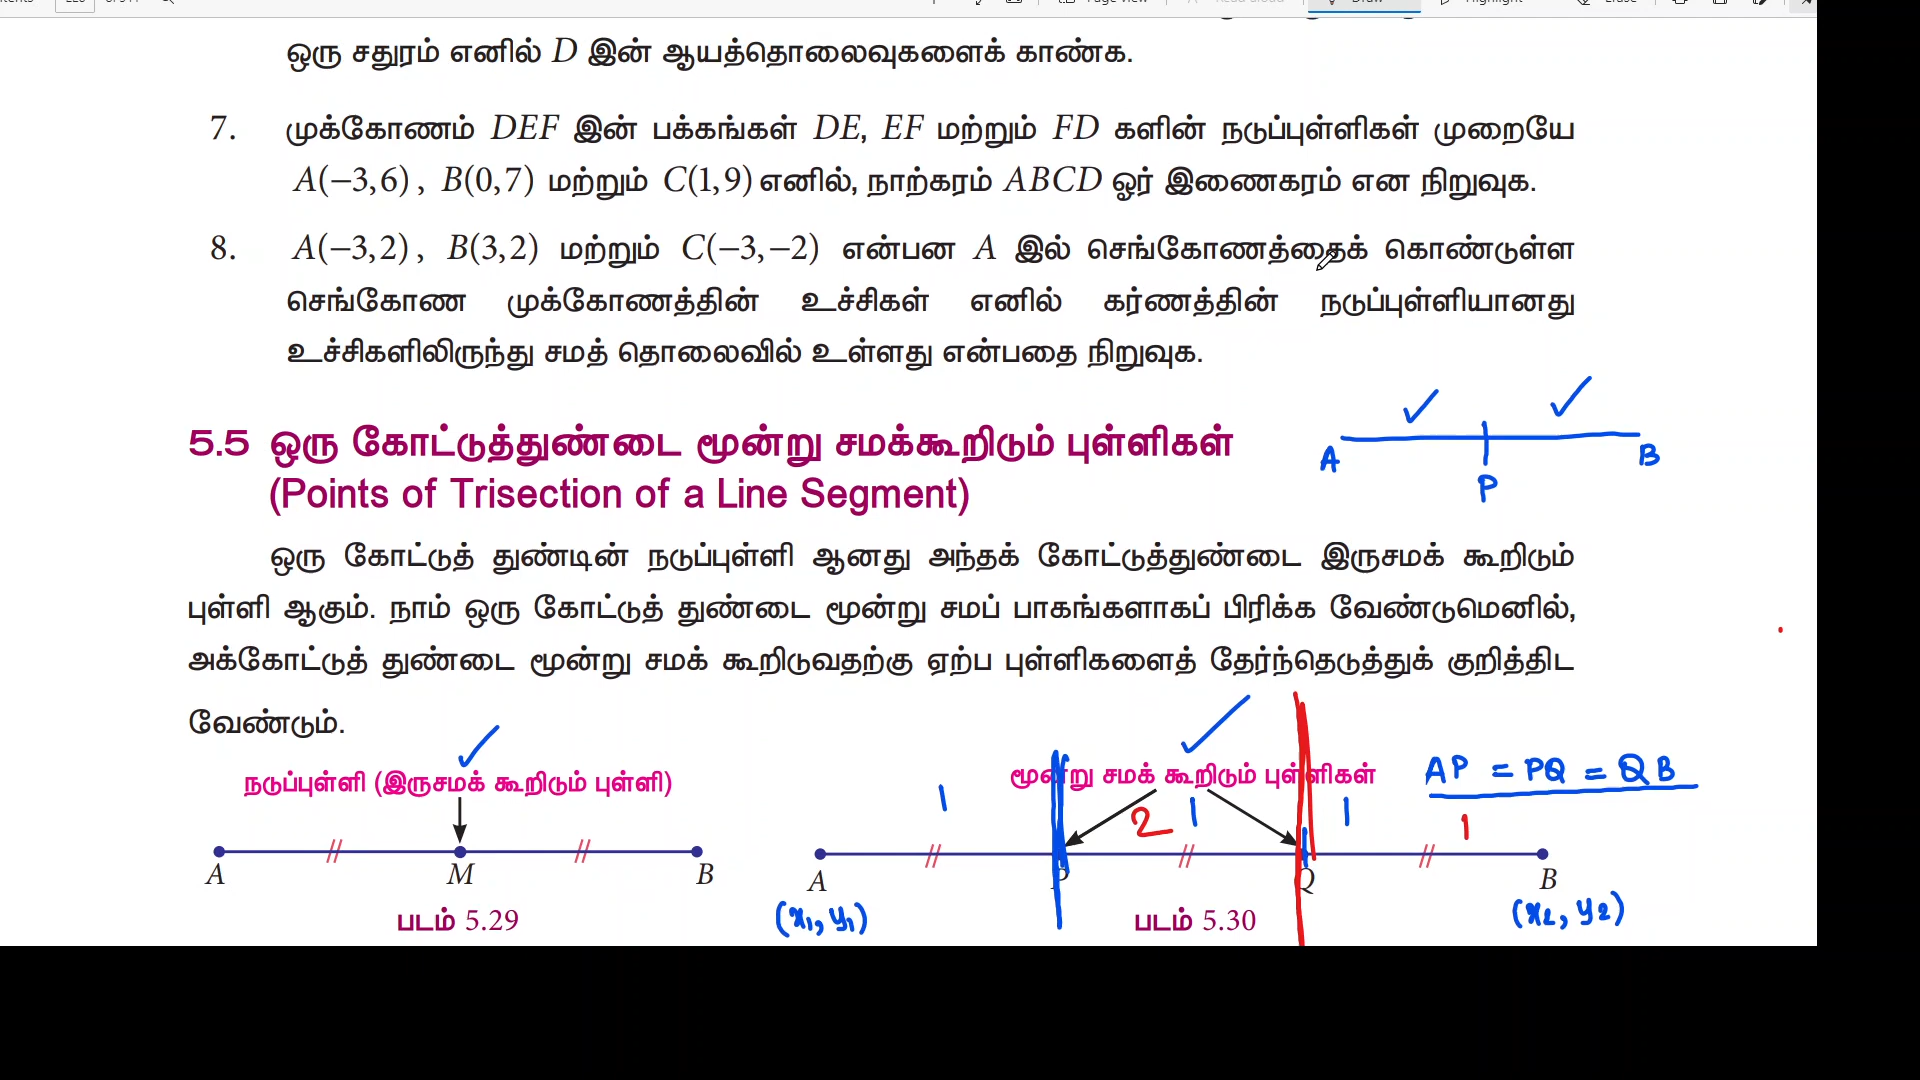 ஒரு சதுரம் எனில் D இன் ஆயத்தொலைவுகளைக் காண்க.
7. முக்கோணம் DEF இன் பக்கங்கள் DE, EF மற்றும் FD களின் நடுப்புள்ளிகள் முறையே
A(−3,6), B(0,7) மற்றும் C(1,9) எனில், நாற்கரம் ABCD ஓர் இணைகரம் என நிறுவுக.
8. A(−3,2), B(3,2) மற்றும் C(−3,−2) என்பன A இல் செங்கோணத்தைக் கொண்டுள்ள
செங்கோண முக்கோணத்தின் உச்சிகள் எனில் கர்ணத்தின் நடுப்புள்ளியானது
உச்சிகளிலிருந்து சமத் தொலைவில் உள்ளது என்பதை நிறுவுக.
A P B
5.5 ஒரு கோட்டுத்துண்டை மூன்று சமக்கூறிடும் புள்ளிகள்
(Points of Trisection of a Line Segment)
ஒரு கோட்டுத் துண்டின் நடுப்புள்ளி ஆனது அந்தக் கோட்டுத்துண்டை இருசமக் கூறிடும்
புள்ளி ஆகும். நாம் ஒரு கோட்டுத் துண்டை மூன்று சமப் பாகங்களாகப் பிரிக்க வேண்டுமெனில்,
அக்கோட்டுத் துண்டை மூன்று சமக் கூறிடுவதற்கு ஏற்ப புள்ளிகளைத் தேர்ந்தெடுத்துக் குறித்திட
வேண்டும்.
நடுப்புள்ளி (இருசமக் கூறிடும் புள்ளி)
A M B
படம் 5.29
மூன்று சமக் கூறிடும் புள்ளிகள்
AP = PQ = QB
1 2 1 1 1
A P Q B
(x1, y1) (x2, y2)
படம் 5.30